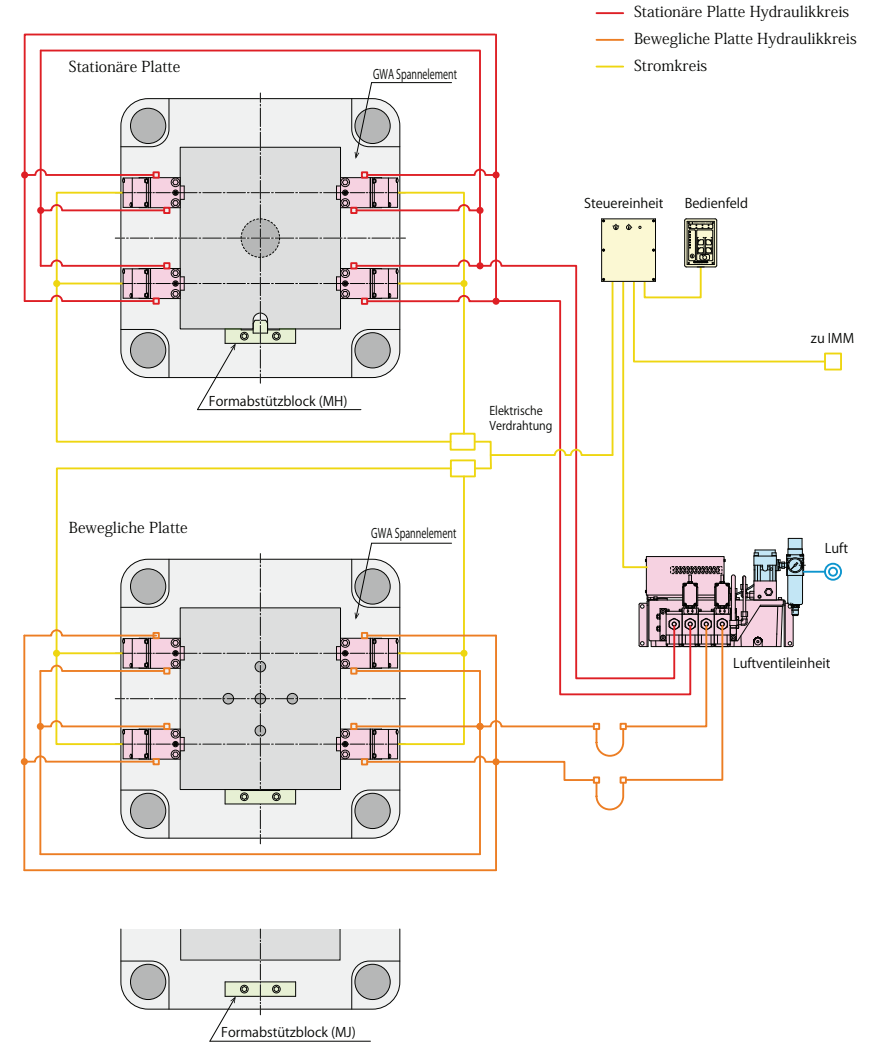 Stationäre Platte Hydraulikkreis
Bewegliche Platte Hydraulikkreis
Stromkreis
Stationäre Platte
GWA Spannelement
Steuereinheit
Bedienfeld
zu IMM
Formabstützblock (MH)
Elektrische
Verdrahtung
Bewegliche Platte
GWA Spannelement
Luft
Luftventileinheit
Formabstützblock (MJ)